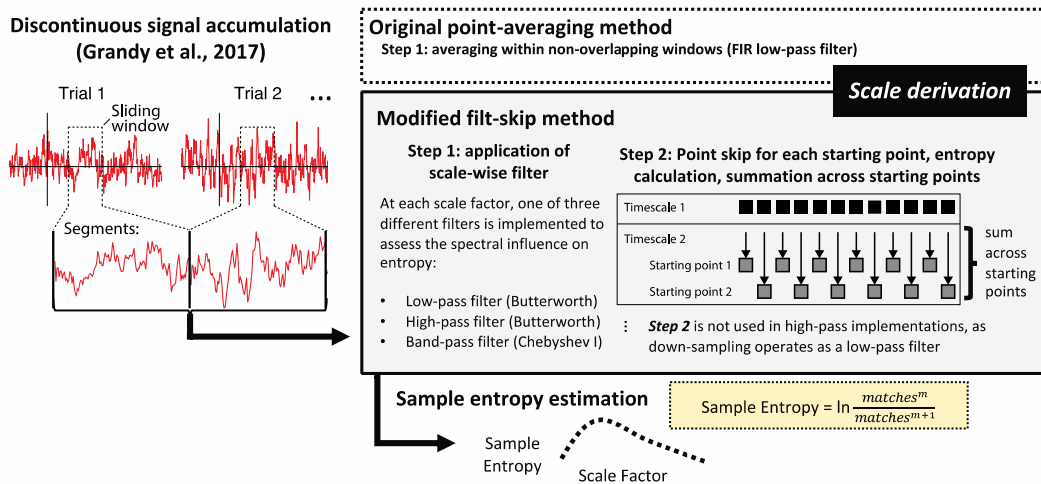 Discontinuous signal accumulation
(Grandy et al., 2017)
Trial 1
Trial 2
...
Sliding
window
Segments:
Original point-averaging method
Step 1: averaging within non-overlapping windows (FIR low-pass filter)
Scale derivation
Modified filt-skip method
Step 1: application of
scale-wise filter
At each scale factor, one of three
different filters is implemented to
assess the spectral influence on
entropy:
• Low-pass filter (Butterworth)
• High-pass filter (Butterworth)
• Band-pass filter (Chebyshev I)
Step 2: Point skip for each starting point, entropy
calculation, summation across starting points
Timescale 1
Timescale 2
Starting point 1
Starting point 2
sum
across
starting
points
⋮ Step 2 is not used in high-pass implementations, as
down-sampling operates as a low-pass filter
Sample entropy estimation
Sample Entropy = ln matches^m / matches^{m+1}
Sample
Entropy
Scale Factor